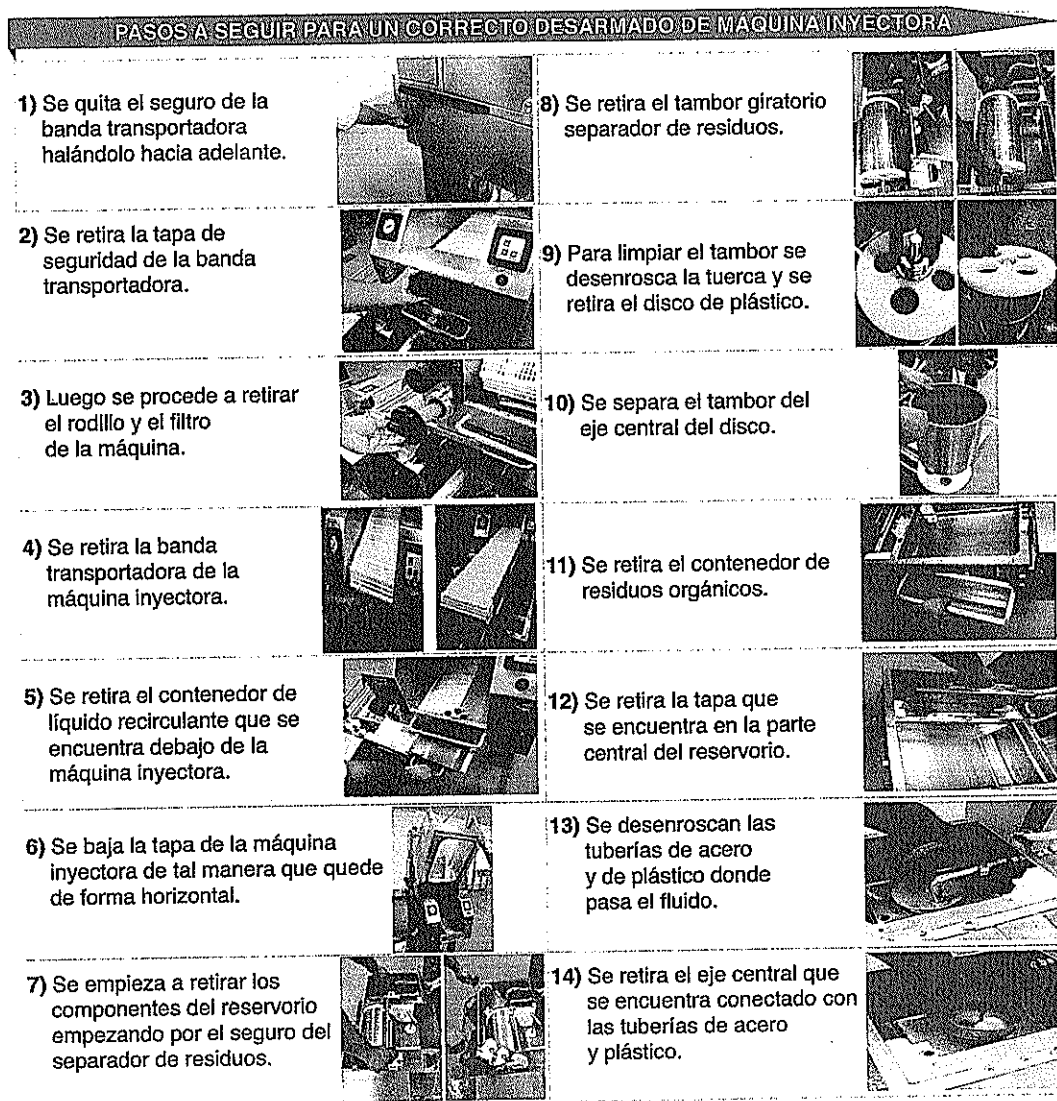 PASOS A SEGUIR PARA UN CORRECTO DESARMADO DE MÁQUINA INYECTORA
1) Se quita el seguro de la
banda transportadora
halándolo hacia adelante.
2) Se retira la tapa de
seguridad de la banda
transportadora.
3) Luego se procede a retirar
el rodillo y el filtro
de la máquina.
4) Se retira la banda
transportadora de la
máquina inyectora.
5) Se retira el contenedor de
líquido recirculante que se
encuentra debajo de la
máquina inyectora.
6) Se baja la tapa de la máquina
inyectora de tal manera que quede
de forma horizontal.
7) Se empieza a retirar los
componentes del reservorio
empezando por el seguro del
separador de residuos.
8) Se retira el tambor giratorio
separador de residuos.
9) Para limpiar el tambor se
desenrosca la tuerca y se
retira el disco de plástico.
10) Se separa el tambor del
eje central del disco.
11) Se retira el contenedor de
residuos orgánicos.
12) Se retira la tapa que
se encuentra en la parte
central del reservorio.
13) Se desenroscan las
tuberías de acero
y de plástico donde
pasa el fluido.
14) Se retira el eje central que
se encuentra conectado con
las tuberías de acero
y plástico.